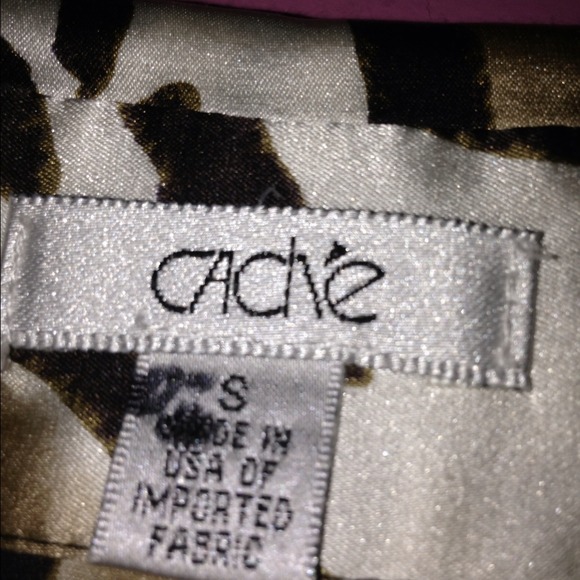 CAChé
S
MADE IN
USA OF
IMPORTED
FABRIC